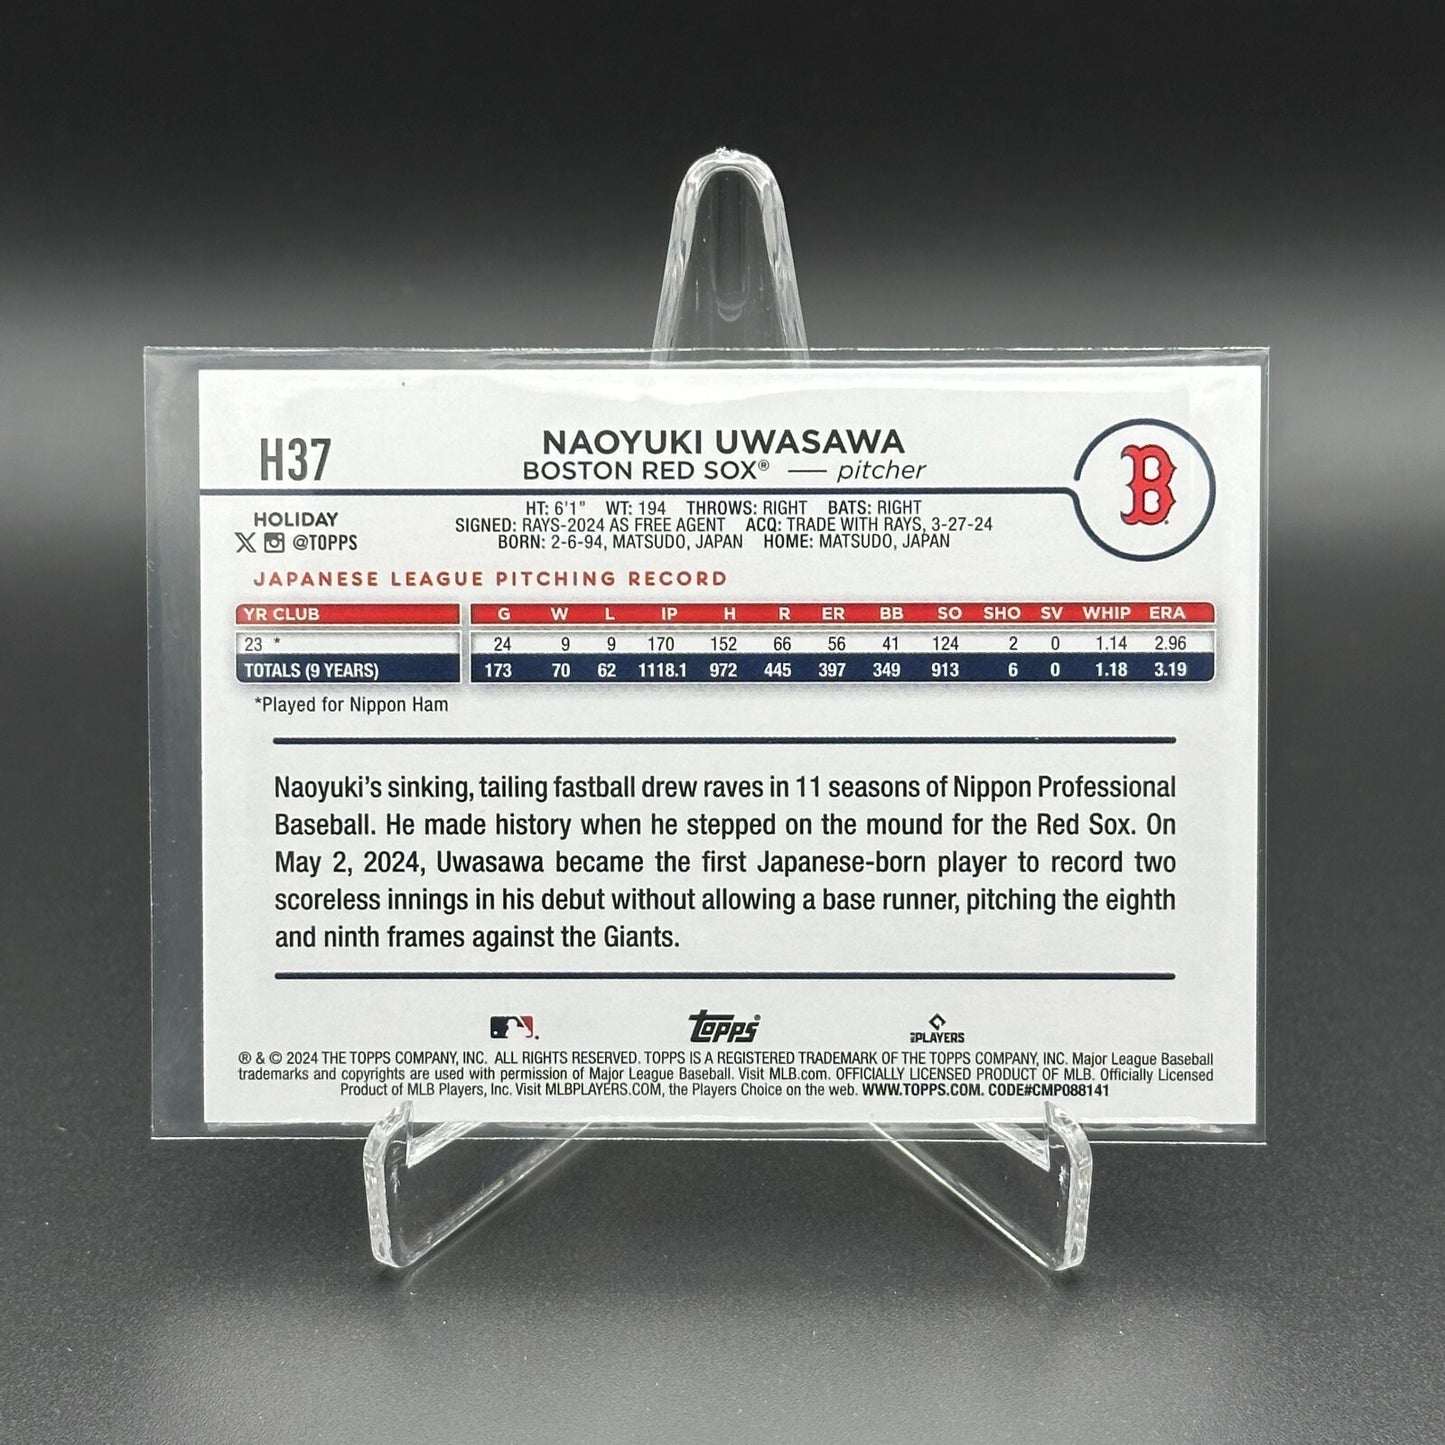 H37
NAOYUKI UWASAWA
BOSTON RED SOX® — pitcher
B
HOLIDAY
@TOPPS
HT: 6'1" WT: 194 THROWS: RIGHT BATS: RIGHT
SIGNED: RAYS-2024 AS FREE AGENT ACQ: TRADE WITH RAYS, 3-27-24
BORN: 2-6-94, MATSUDO, JAPAN HOME: MATSUDO, JAPAN
JAPANESE LEAGUE PITCHING RECORD
YR CLUB G W L IP H R ER BB SO SHO SV WHIP ERA
23 * 24 9 9 170 152 66 56 41 124 2 0 1.14 2.96
TOTALS (9 YEARS) 173 70 62 1118.1 972 445 397 349 913 6 0 1.18 3.19
*Played for Nippon Ham
Naoyuki's sinking, tailing fastball drew raves in 11 seasons of Nippon Professional
Baseball. He made history when he stepped on the mound for the Red Sox. On
May 2, 2024, Uwasawa became the first Japanese-born player to record two
scoreless innings in his debut without allowing a base runner, pitching the eighth
and ninth frames against the Giants.
Topps® MLBPLAYERS
® & © 2024 THE TOPPS COMPANY, INC. ALL RIGHTS RESERVED. TOPPS IS A REGISTERED TRADEMARK OF THE TOPPS COMPANY, INC. Major League Baseball
trademarks and copyrights are used with permission of Major League Baseball. Visit MLB.com. OFFICIALLY LICENSED PRODUCT OF MLB. Officially Licensed
Product of MLB Players, Inc. Visit MLBPLAYERS.COM, the Players Choice on the web. WWW.TOPPS.COM. CODE#CMP088141